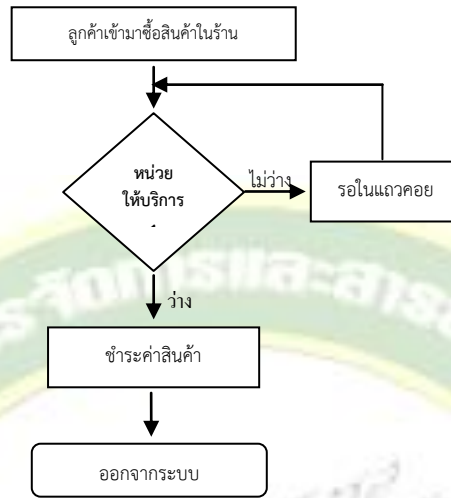 ลูกค้าเข้ามาซื้อสินค้าในร้าน
หน่วย
ให้บริการ
ไม่ว่าง
รอในแถวคอย
ว่าง
ชำระค่าสินค้า
ออกจากระบบ